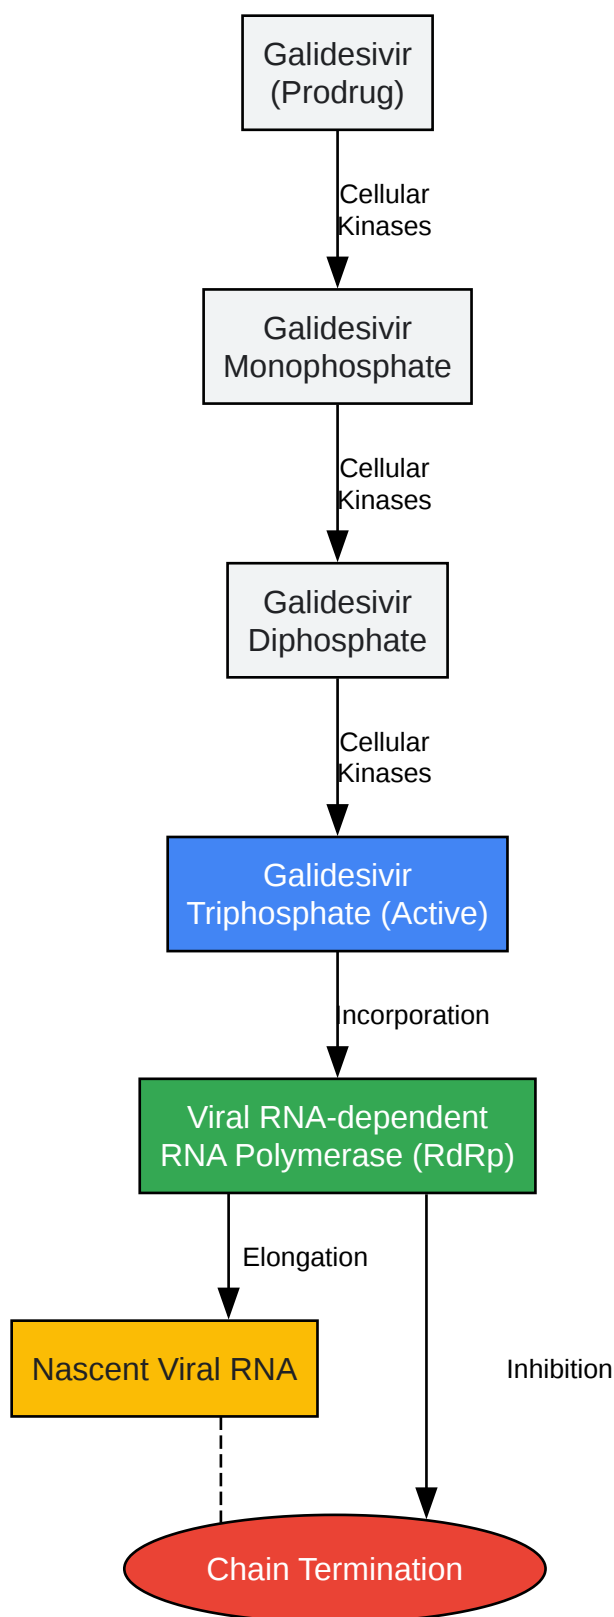 Galidesivir
(Prodrug)
Cellular
Kinases
Galidesivir
Monophosphate
Cellular
Kinases
Galidesivir
Diphosphate
Cellular
Kinases
Galidesivir
Triphosphate (Active)
Incorporation
Viral RNA-dependent
RNA Polymerase (RdRp)
Elongation
Nascent Viral RNA
Inhibition
Chain Termination